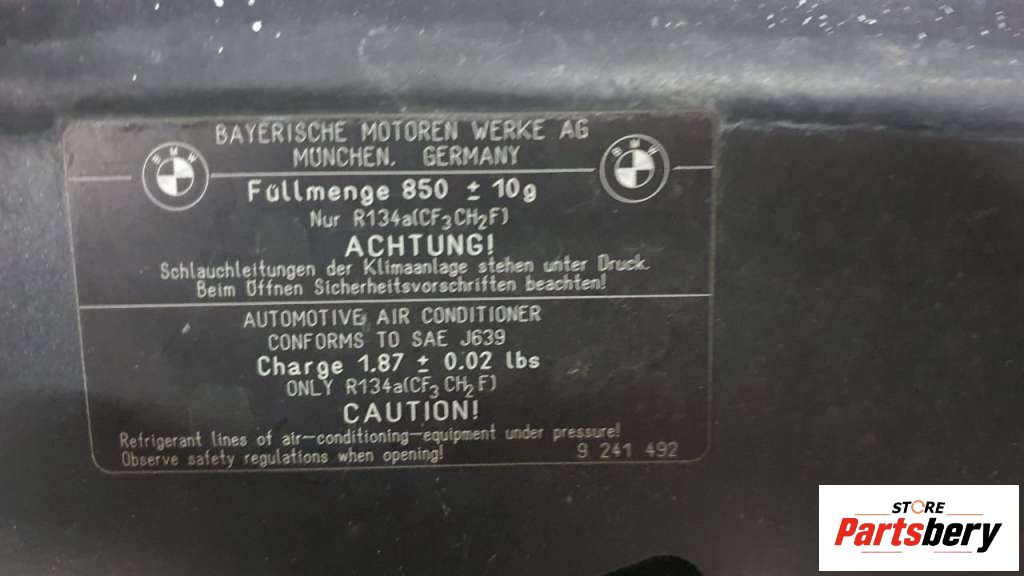 BAYERISCHE MOTOREN WERKE AG
MÜNCHEN, GERMANY
BMW
BMW
Füllmenge 850 ± 10g
Nur R134a(CF₃CH₂F)
ACHTUNG!
Schlauchleitungen der Klimaanlage stehen unter Druck.
Beim Öffnen Sicherheitsvorschriften beachten!
AUTOMOTIVE AIR CONDITIONER
CONFORMS TO SAE J639
Charge 1.87 ± 0.02 lbs
ONLY R134a(CF₃CH₂F)
CAUTION!
Refrigerant lines of air-conditioning-equipment under pressure!
Observe safety regulations when opening!
9 241 492
STORE
Partsbery